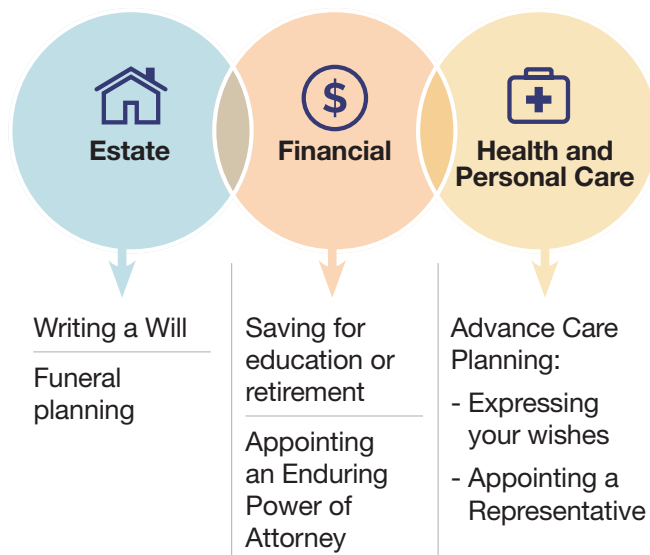 Estate
Financial
Health and
Personal Care
Writing a Will
Funeral
planning
$
Saving for
education or
retirement
Appointing
an Enduring
Power of
Attorney
Advance Care
Planning:
- Expressing
your wishes
- Appointing a
Representative